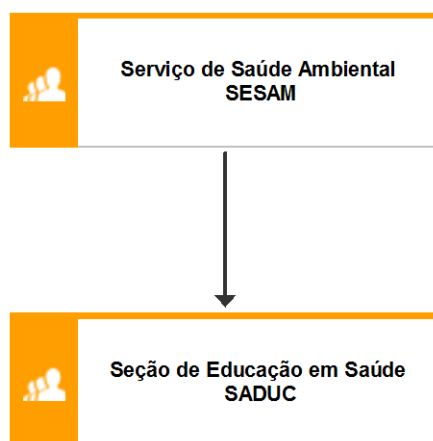 Serviço de Saúde Ambiental
SESAM
Seção de Educação em Saúde
SADUC